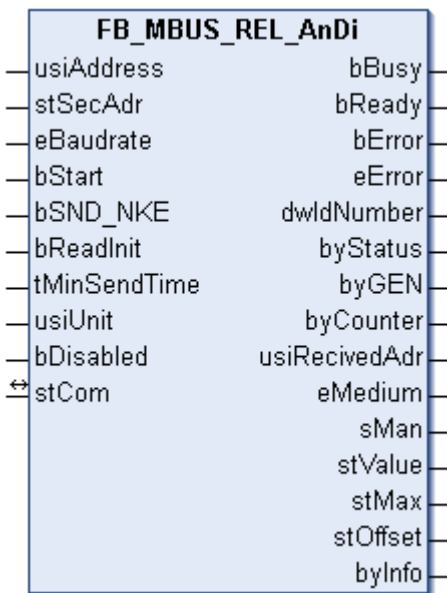 FB_MBUS_REL_AnDi
usiAddress bBusy
stSecAdr bReady
eBaudrate bError
bStart eError
bSND_NKE dwIdNumber
bReadInit byStatus
tMinSendTime byGEN
usiUnit byCounter
bDisabled usiRecivedAdr
stCom eMedium
sMan
stValue
stMax
stOffset
byInfo